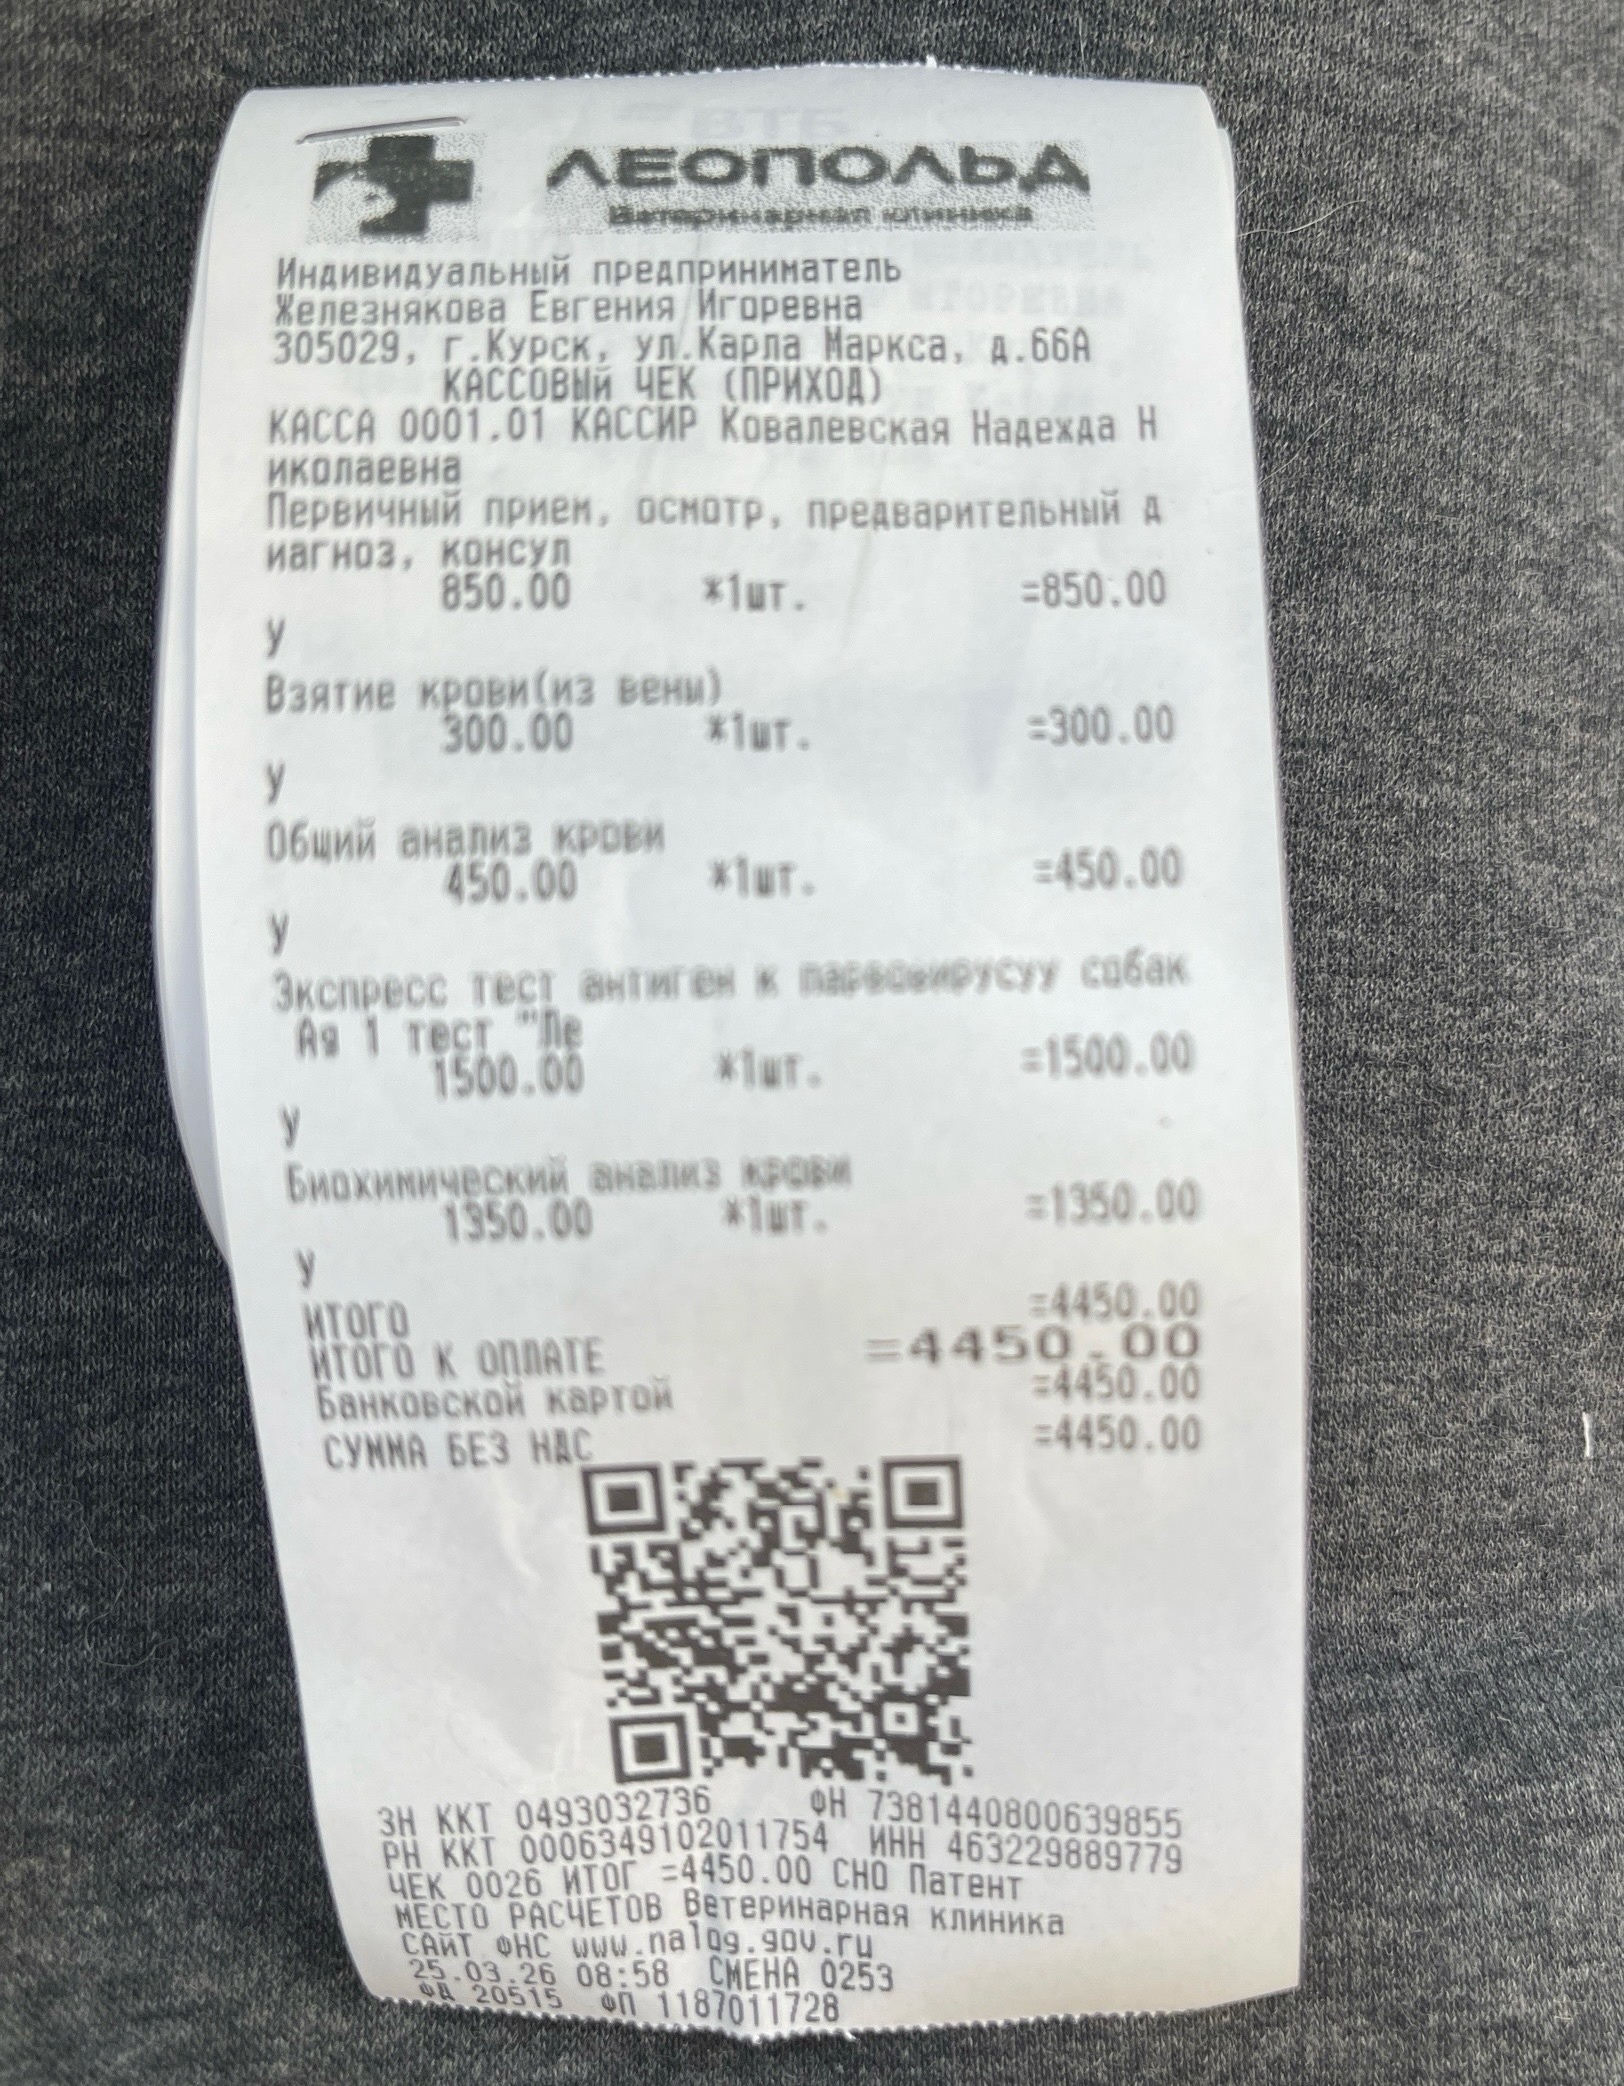 ЛЕОПОЛЬД
Ветеринарная клиника
Индивидуальный предприниматель
Железнякова Евгения Игоревна
305029, г.Курск, ул.Карла Маркса, д.66А
КАССОВЫЙ ЧЕК (ПРИХОД)
КАССА 0001.01 КАССИР Ковалевская Надежда Н
иколаевна
Первичный прием, осмотр, предварительный д
иагноз, консул
850.00 *1шт. =850.00
У
Взятие крови(из вены)
300.00 *1шт. =300.00
У
Общий анализ крови
450.00 *1шт. =450.00
У
Экспресс тест антиген к парвовирусуу собак
Ag 1 тест "Ле
1500.00 *1шт. =1500.00
У
Биохимический анализ крови
1350.00 *1шт. =1350.00
У
ИТОГО =4450.00
ИТОГО К ОПЛАТЕ =4450.00
Банковской картой =4450.00
СУММА БЕЗ НДС =4450.00
ЗН ККТ 0493032736 ФН 7381440800639855
РН ККТ 0006349102011754 ИНН 463229889779
ЧЕК 0026 ИТОГ =4450.00 СНО Патент
МЕСТО РАСЧЕТОВ Ветеринарная клиника
САЙТ ФНС www.nalog.gov.ru
25.03.26 08:58 СМЕНА 0253
ФД 20515 ФП 1187011728